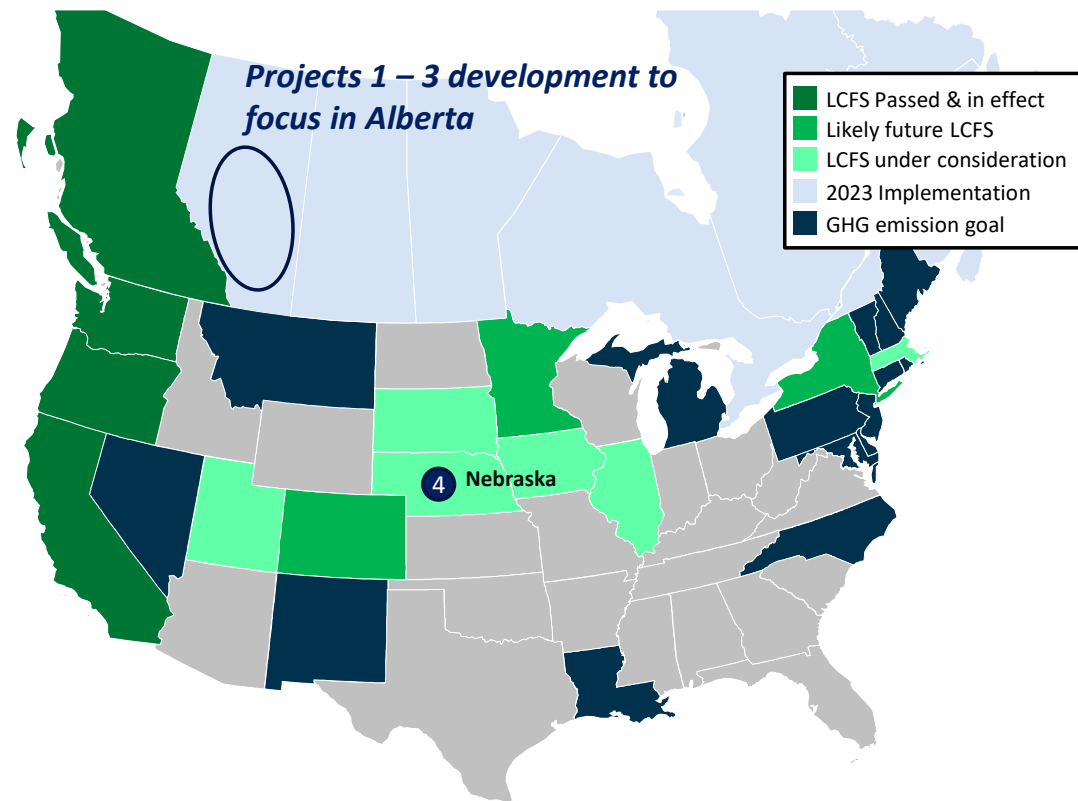 Projects 1 – 3 development to
focus in Alberta
LCFS Passed & in effect
Likely future LCFS
LCFS under consideration
2023 Implementation
GHG emission goal
4 Nebraska